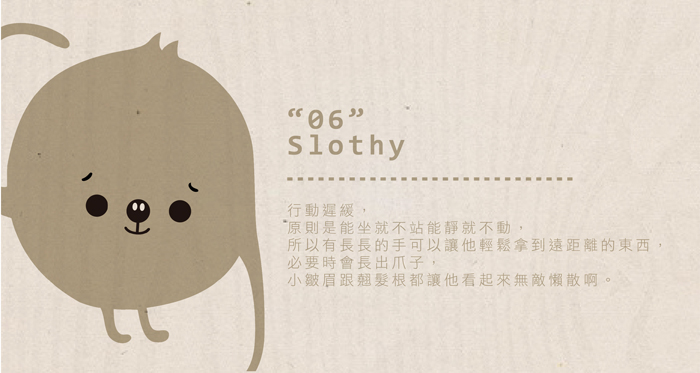 “06”
Slothy
行動遲緩，
原則是能坐就不站能靜就不動，
所以有長長的手可以讓他輕鬆拿到遠距離的東西，
必要時會長出爪子，
小皺眉跟翹髮根都讓他看起來無敵懶散啊。